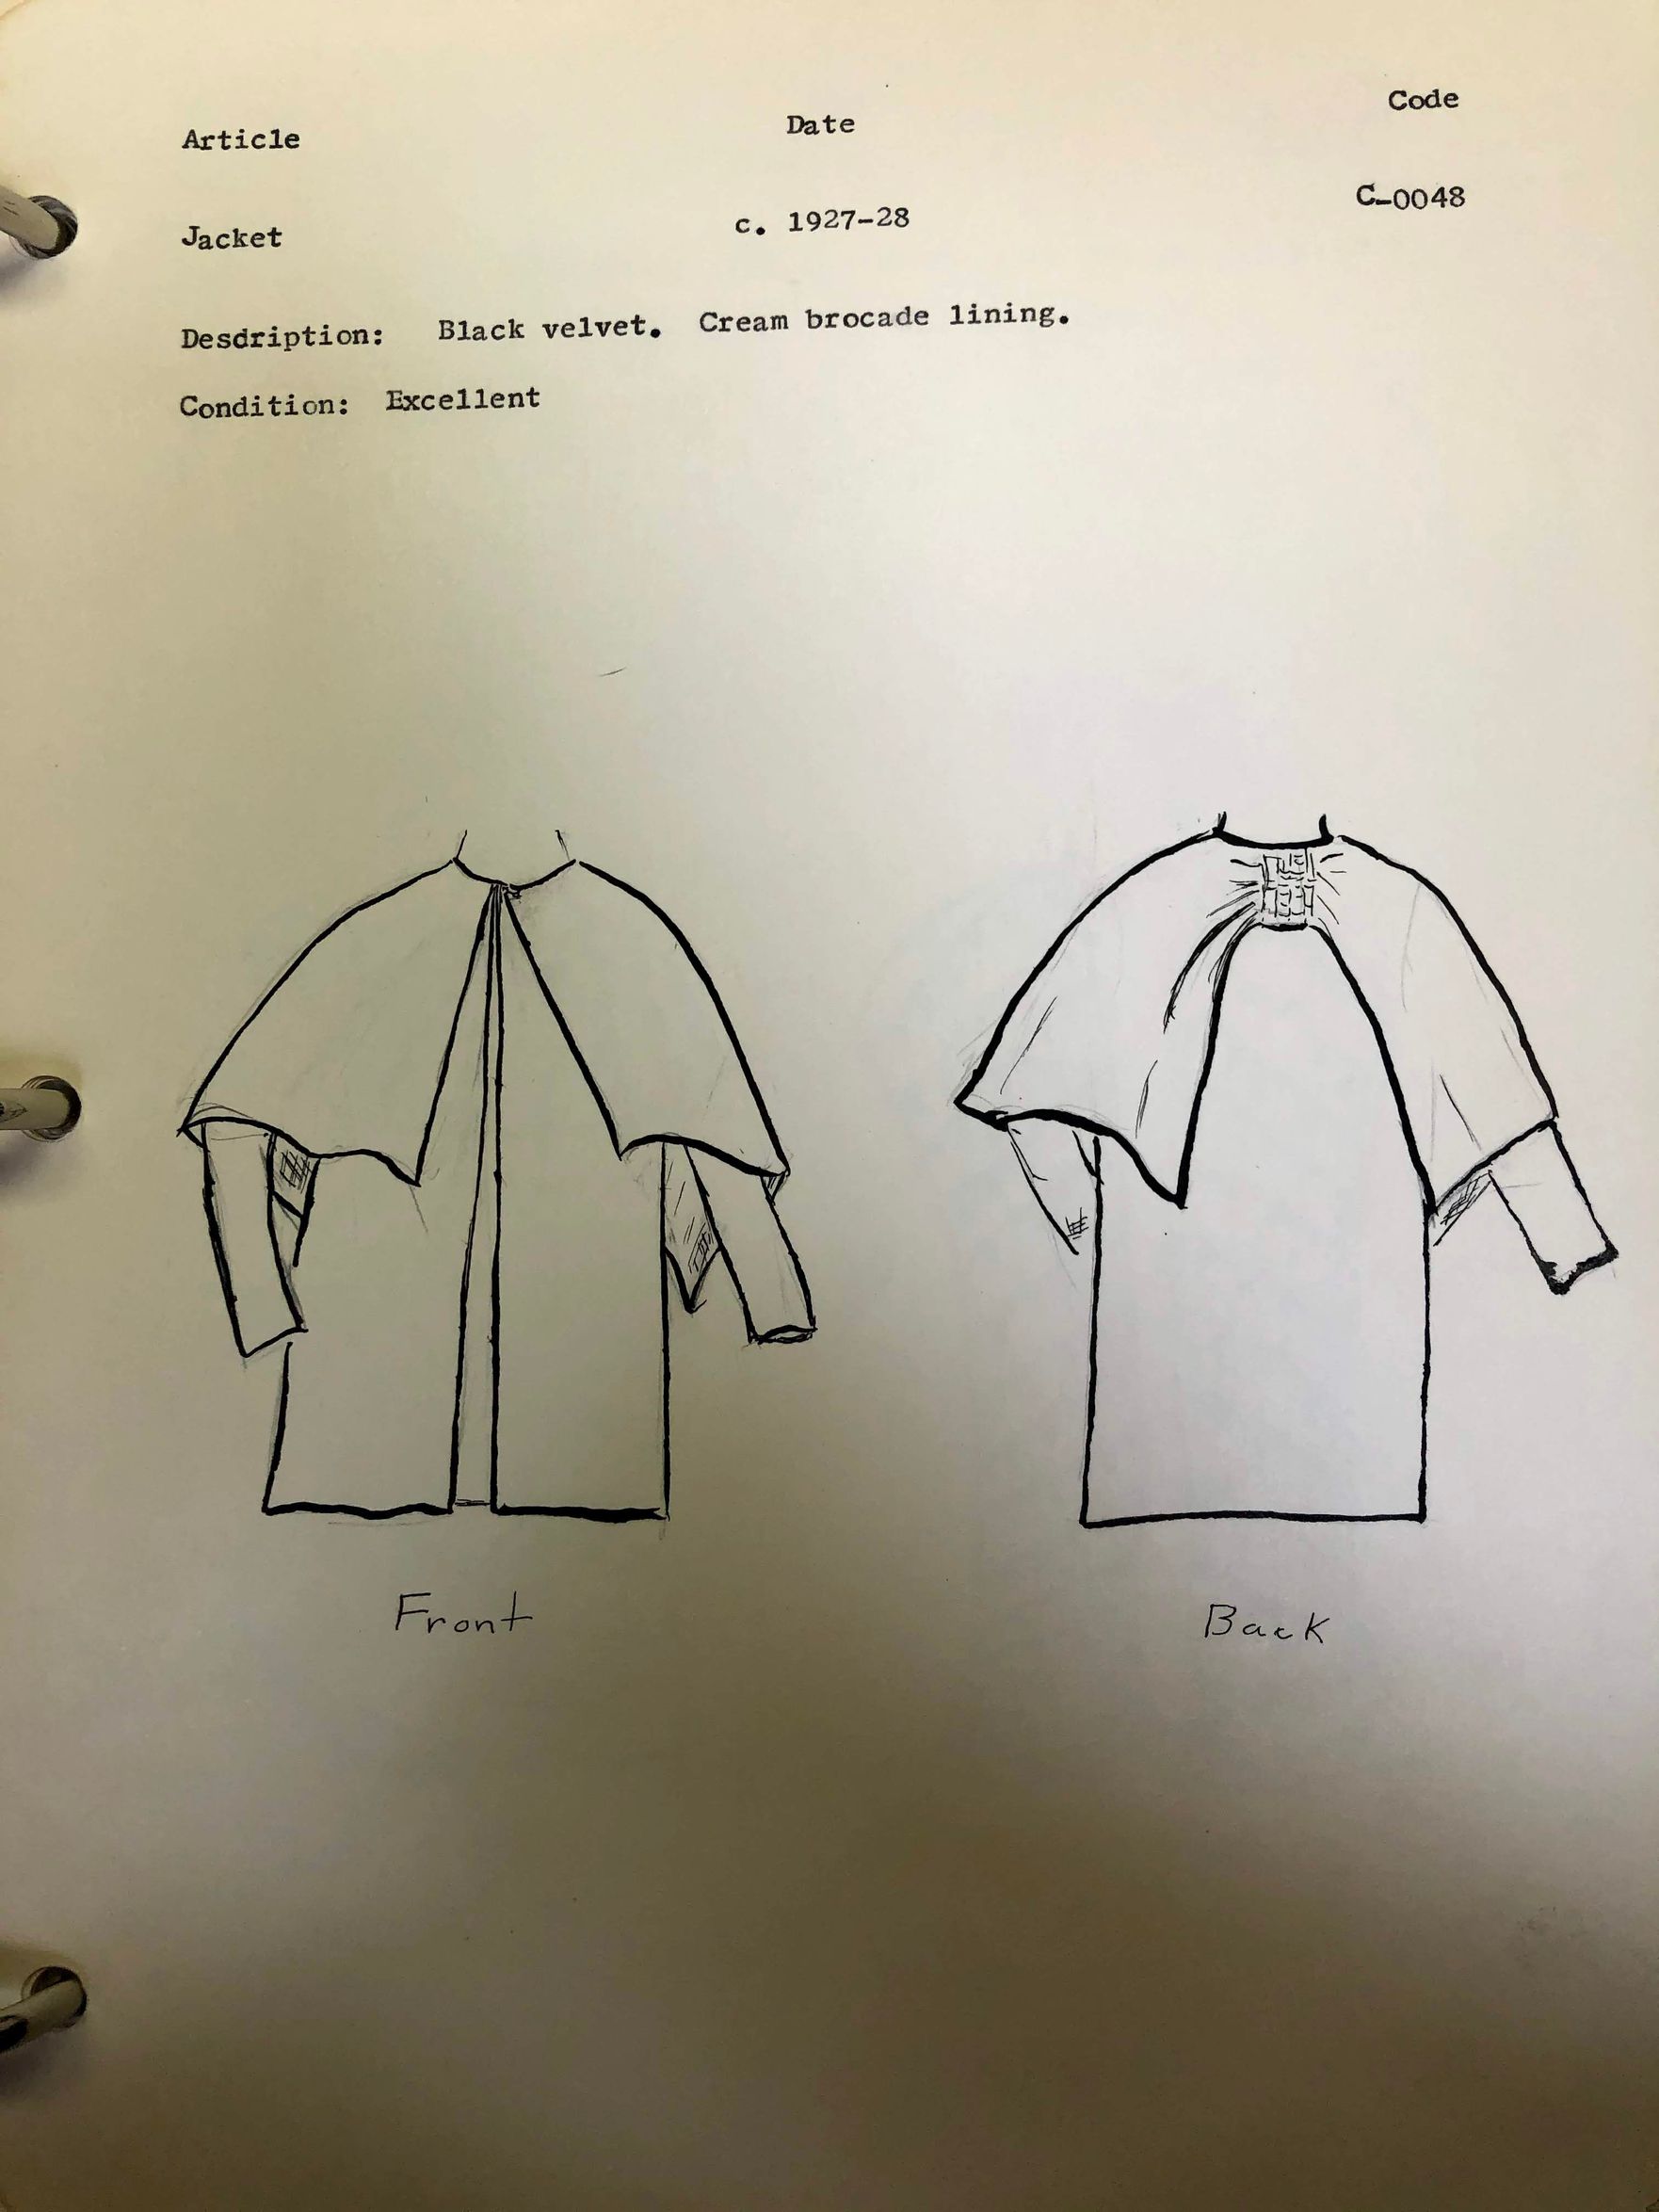 Article Date Code
Jacket c. 1927-28 C-0048
Desdription: Black velvet. Cream brocade lining.
Condition: Excellent
Front Back